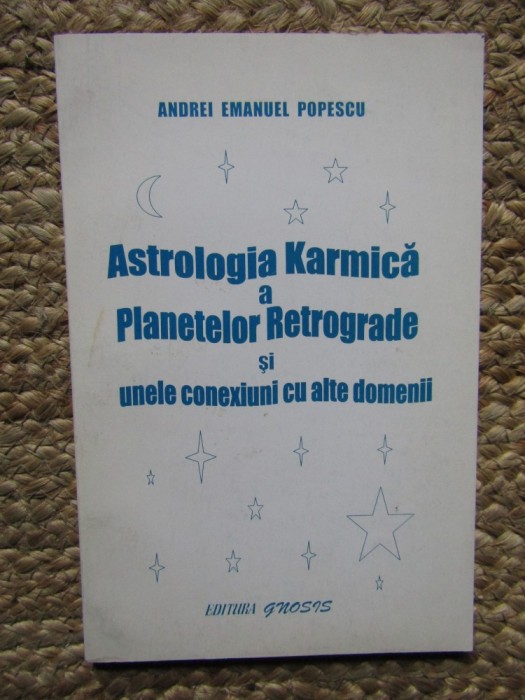 ANDREI EMANUEL POPESCU
Astrologia Karmică
a
Planetelor Retrograde
şi
unele conexiuni cu alte domenii
EDITURA GNOSIS